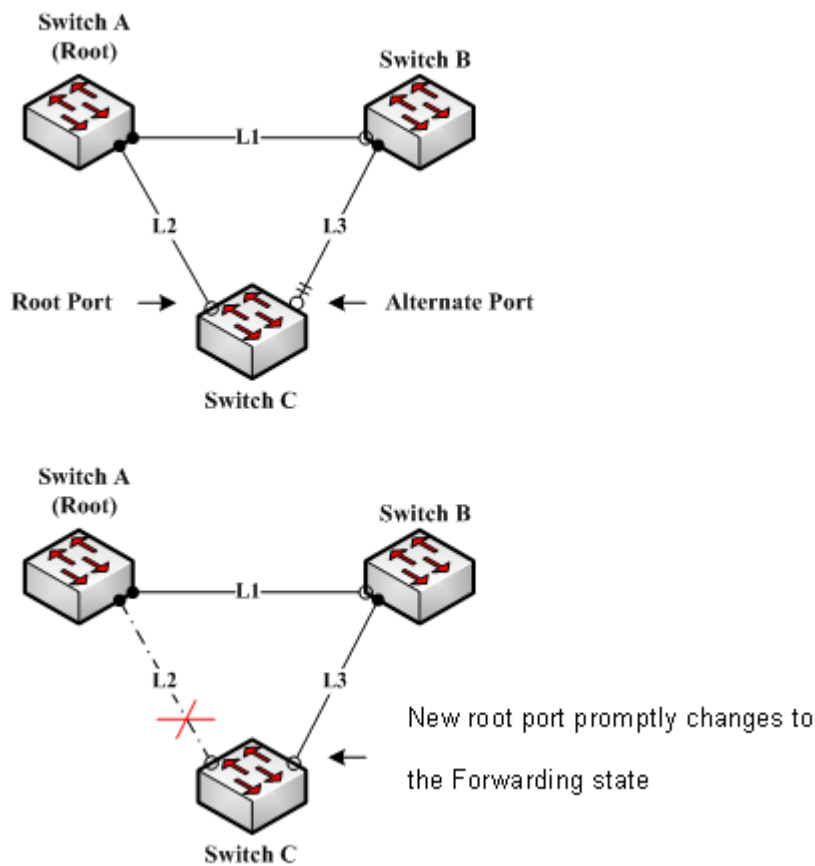 Switch A
(Root)
Switch B
L1
L2
L3
Root Port
Alternate Port
Switch C
Switch A
(Root)
Switch B
L1
L2
L3
New root port promptly changes to
the Forwarding state
Switch C